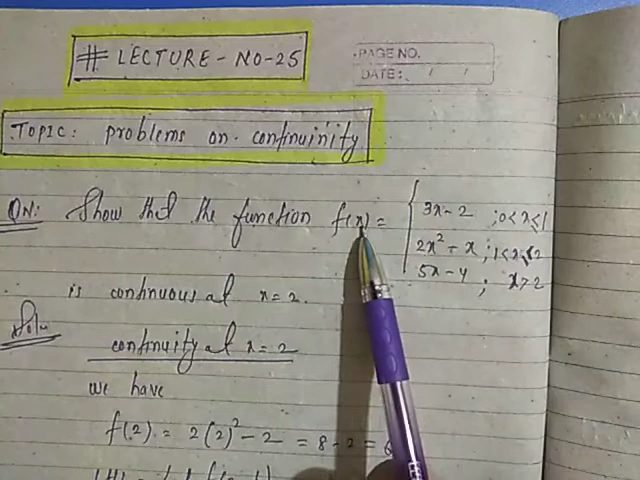 # LECTURE - NO-25
PAGE NO.
DATE: / /
TOPIC: problems on continuinity
QN: Show that the function f(x) = { 3x-2 ; 0<x≤1
2x² - x ; 1<x≤2
5x-4 ; x>2
is continuous at x=2.
Solu
continuity at x=2
we have
f(2) = 2(2)² - 2 = 8-2 = 6